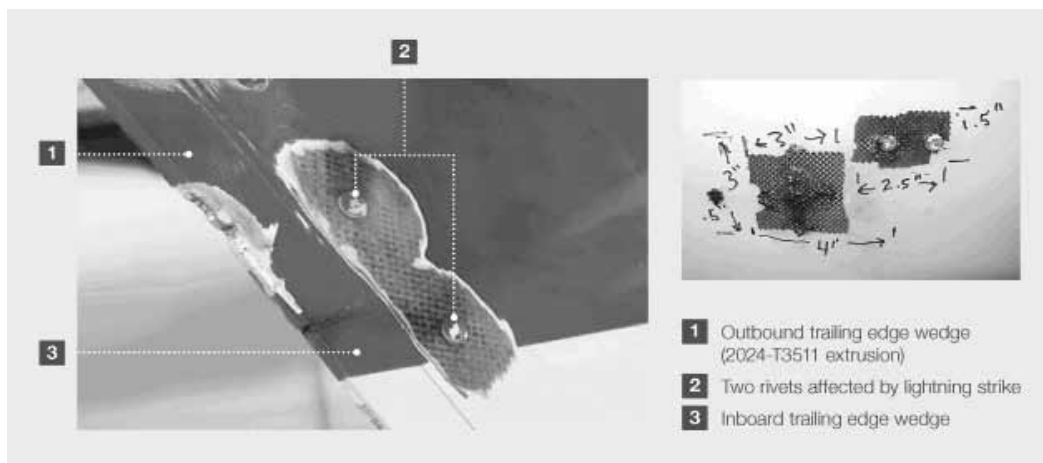 2
1
3
3"
1.5"
3"
2.5"
.5"
4"
1 Outbound trailing edge wedge
(2024-T3511 extrusion)
2 Two rivets affected by lightning strike
3 Inboard trailing edge wedge